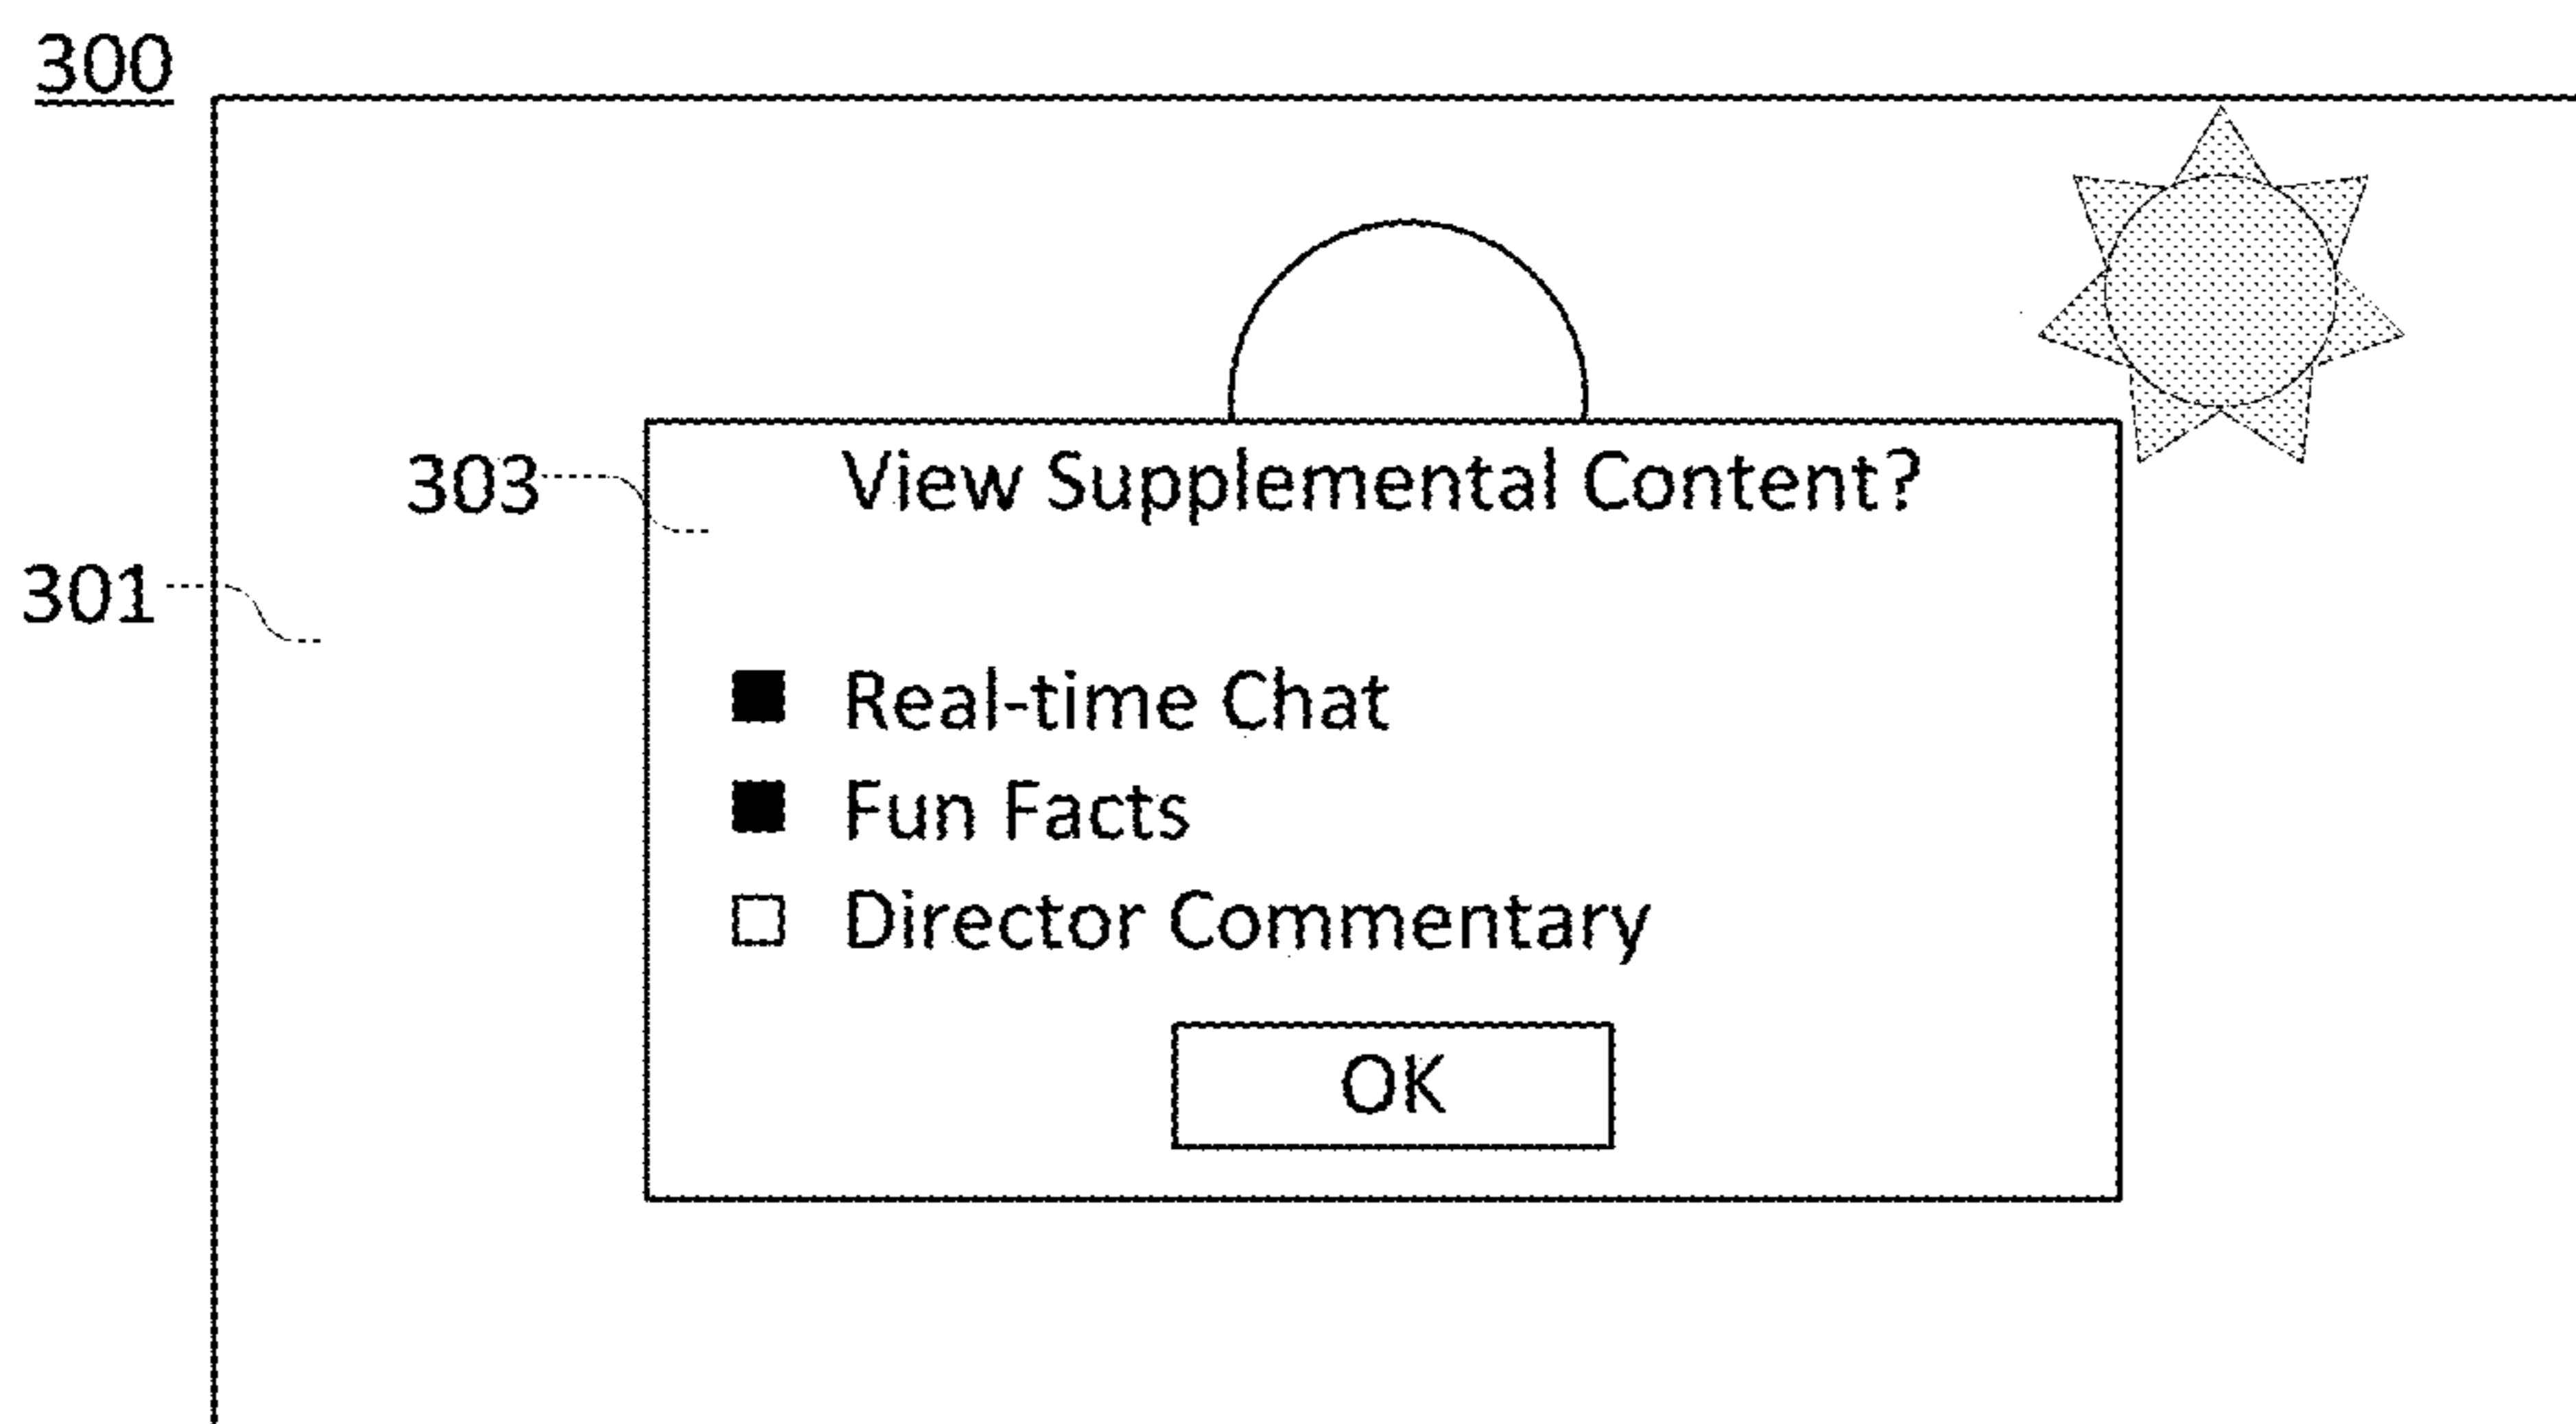 300
303
View Supplemental Content?
301
Real-time Chat
Fun Facts
Director Commentary
OK